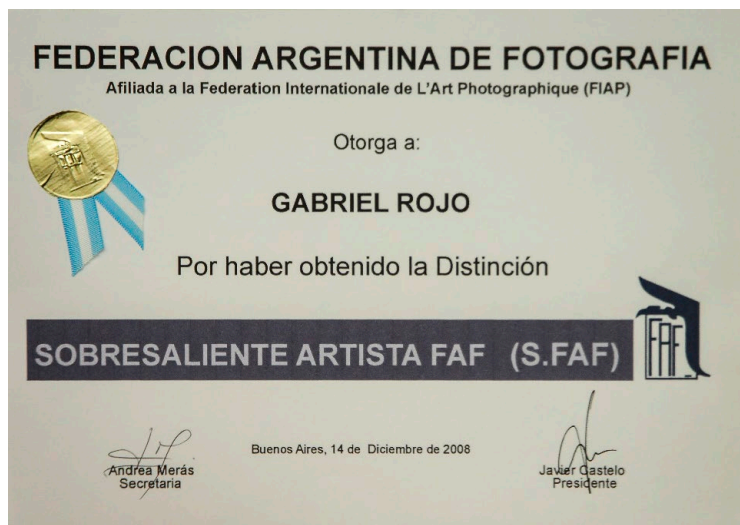 FEDERACION ARGENTINA DE FOTOGRAFIA
Afiliada a la Federation Internationale de L'Art Photographique (FIAP)
Otorga a:
GABRIEL ROJO
Por haber obtenido la Distinción
SOBRESALIENTE ARTISTA FAF (S.FAF)
FAF
Buenos Aires, 14 de Diciembre de 2008
Andrea Merás
Secretaria
Javier Castelo
Presidente